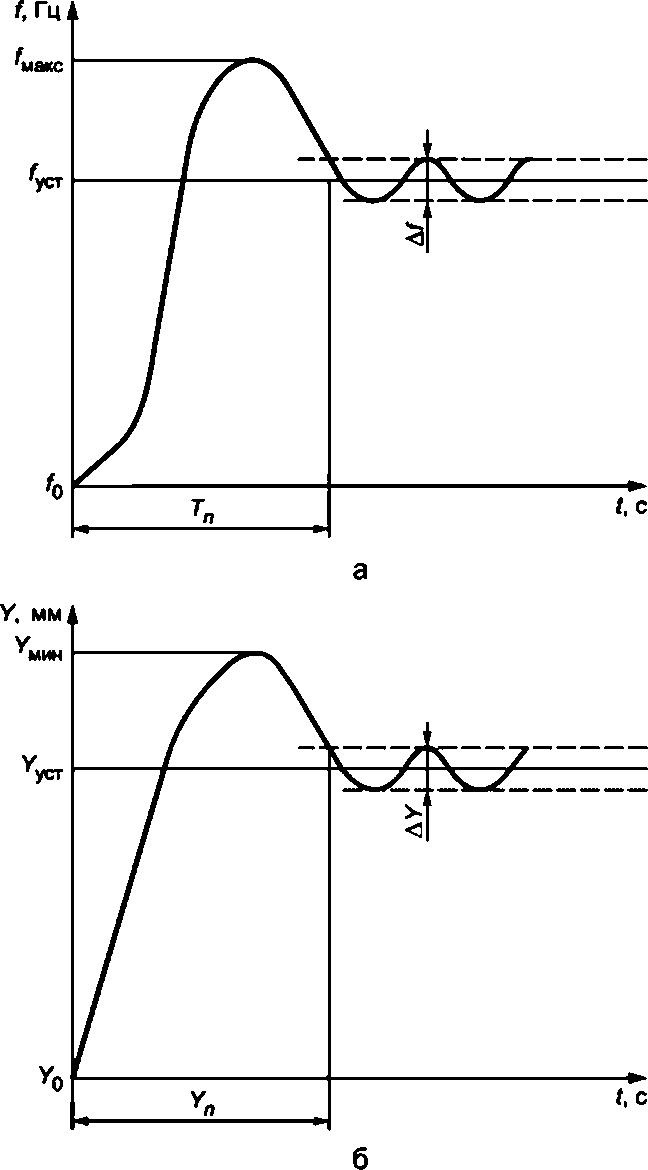 f, Гц
fмакс
fуст
Δf
f0
Tп
t, с
а
Y, мм
Yмин
Yуст
ΔY
Y0
Yп
t, с
б